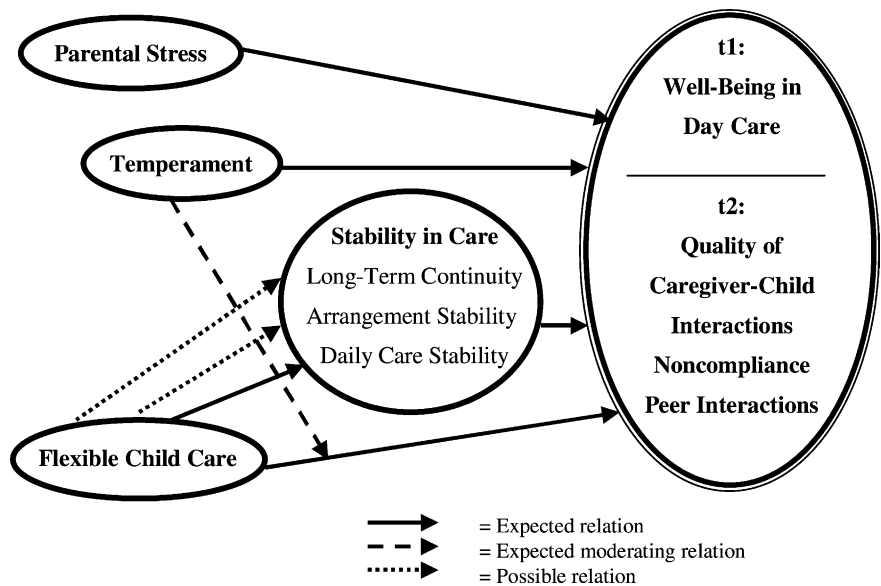 Parental Stress
t1:
Well-Being in
Day Care
Temperament
t2:
Quality of
Caregiver-Child
Interactions
Noncompliance
Peer Interactions
Stability in Care
Long-Term Continuity
Arrangement Stability
Daily Care Stability
Flexible Child Care
= Expected relation
= Expected moderating relation
= Possible relation